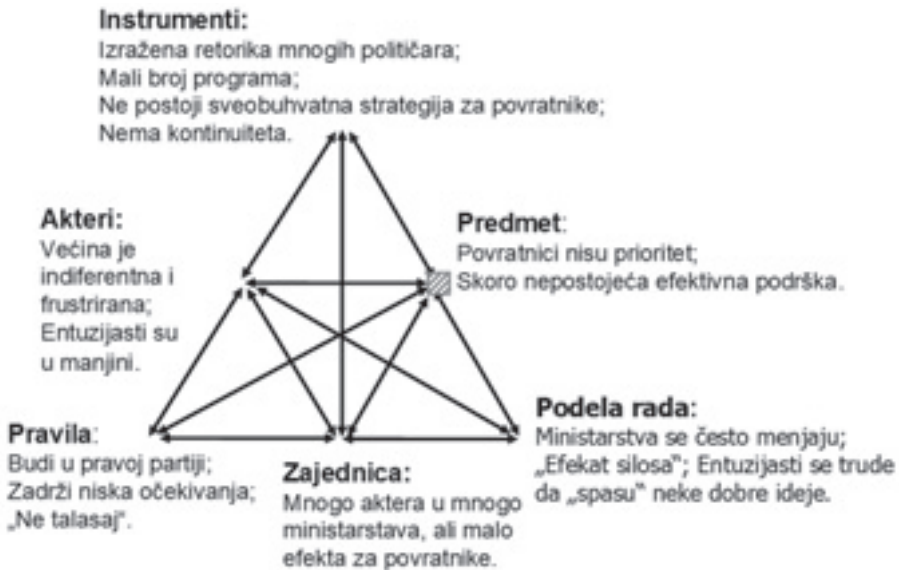 Instrumenti:
Izražena retorika mnogih političara;
Mali broj programa;
Ne postoji sveobuhvatna strategija za povratnike;
Nema kontinuiteta.
Akteri:
Većina je
indiferentna i
frustrirana;
Entuzijasti su
u manjini.
Predmet:
Povratnici nisu prioritet;
Skoro nepostojeća efektivna podrška.
Pravila:
Budi u pravoj partiji;
Zadrži niska očekivanja;
„Ne talasaj“.
Zajednica:
Mnogo aktera u mnogo
ministarstava, ali malo
efekta za povratnike.
Podela rada:
Ministarstva se često menjaju;
„Efekat silosa“; Entuzijasti se trude
da „spasu“ neke dobre ideje.